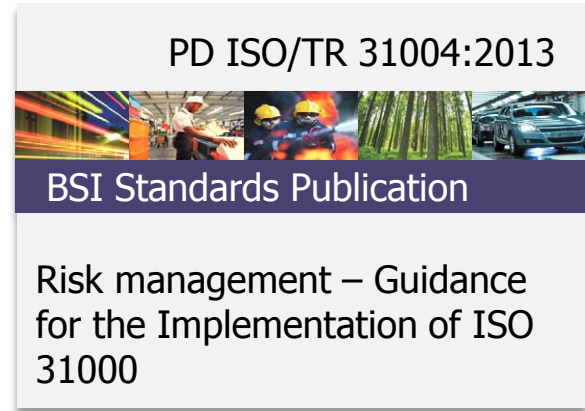 PD ISO/TR 31004:2013
BSI Standards Publication
Risk management – Guidance
for the Implementation of ISO
31000